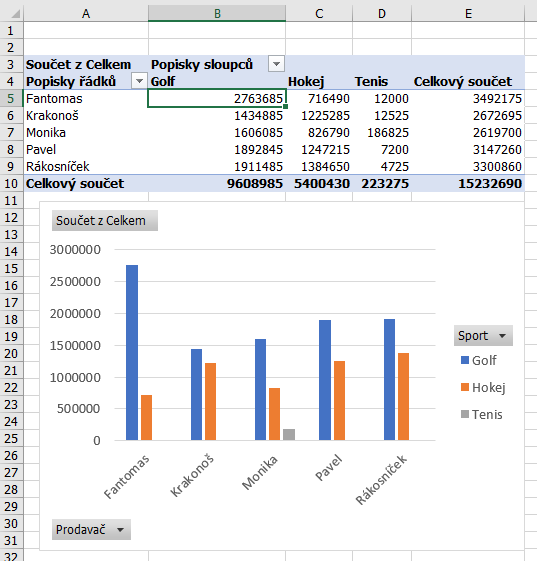 A B C D E
1
2
3 Součet z Celkem Popisky sloupců
4 Popisky řádků Golf Hokej Tenis Celkový součet
5 Fantomas 2763685 716490 12000 3492175
6 Krakonoš 1434885 1225285 12525 2672695
7 Monika 1606085 826790 186825 2619700
8 Pavel 1892845 1247215 7200 3147260
9 Rákosníček 1911485 1384650 4725 3300860
10 Celkový součet 9608985 5400430 223275 15232690
11
12 Součet z Celkem
13
14 3000000
15
16 2500000
17
18 2000000
19 Sport
20 1500000 Golf
21
22 1000000 Hokej
23
24 500000 Tenis
25
26 0
27 Fantomas Krakonoš Monika Pavel Rákosníček
28
29
30 Prodavač
31
32